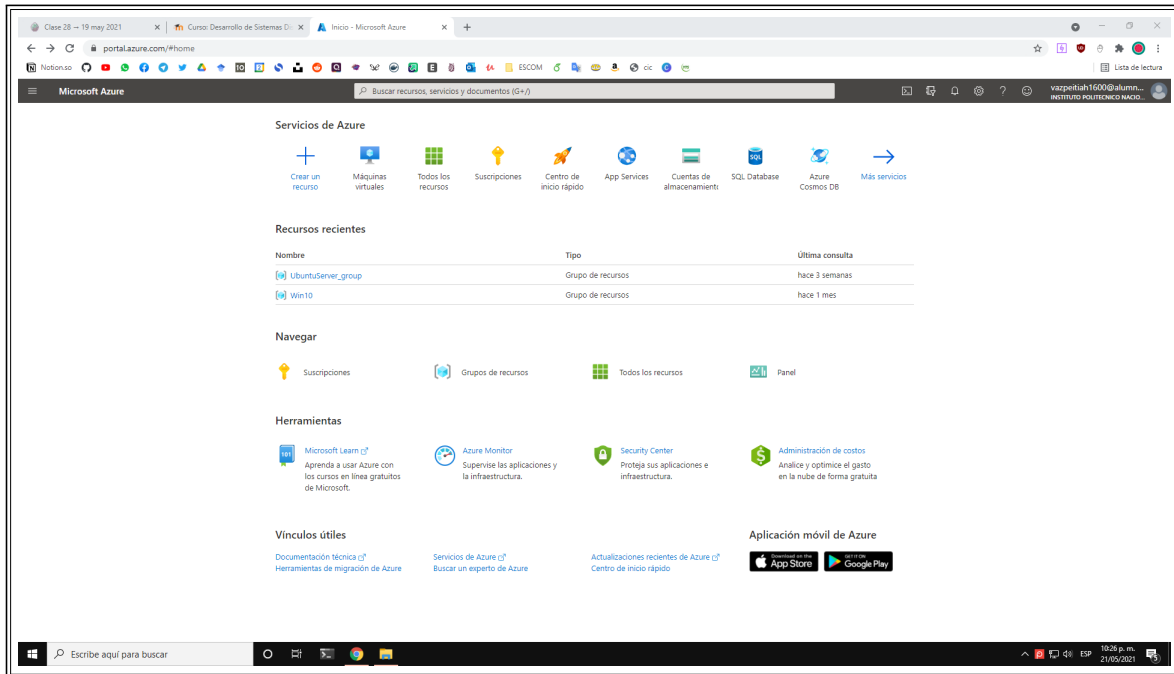 Clase 28 — 19 may 2021
Curso: Desarrollo de Sistemas Di
Inicio - Microsoft Azure
portal.azure.com/#home
Notion.so
ESCOM
cic
Lista de lectura
Microsoft Azure
Buscar recursos, servicios y documentos (G+/)
vazpeitiah1600@alumn...
INSTITUTO POLITECNICO NACIO...
Servicios de Azure
Crear un recurso
Máquinas virtuales
Todos los recursos
Suscripciones
Centro de inicio rápido
App Services
Cuentas de almacenamiento
SQL Database
Azure Cosmos DB
Más servicios
Recursos recientes
Nombre Tipo Última consulta
UbuntuServer_group Grupo de recursos hace 3 semanas
Win10 Grupo de recursos hace 1 mes
Navegar
Suscripciones Grupos de recursos Todos los recursos Panel
Herramientas
Microsoft Learn
Aprenda a usar Azure con
los cursos en línea gratuitos
de Microsoft.
Azure Monitor
Supervise las aplicaciones y
la infraestructura.
Security Center
Proteja sus aplicaciones e
infraestructura.
Administración de costos
Analice y optimice el gasto
en la nube de forma gratuita
Vínculos útiles
Documentación técnica
Herramientas de migración de Azure
Servicios de Azure
Buscar un experto de Azure
Actualizaciones recientes de Azure
Centro de inicio rápido
Aplicación móvil de Azure
Download on the
App Store
GET IT ON
Google Play
Escribe aquí para buscar
ESP
10:26 p. m.
21/05/2021